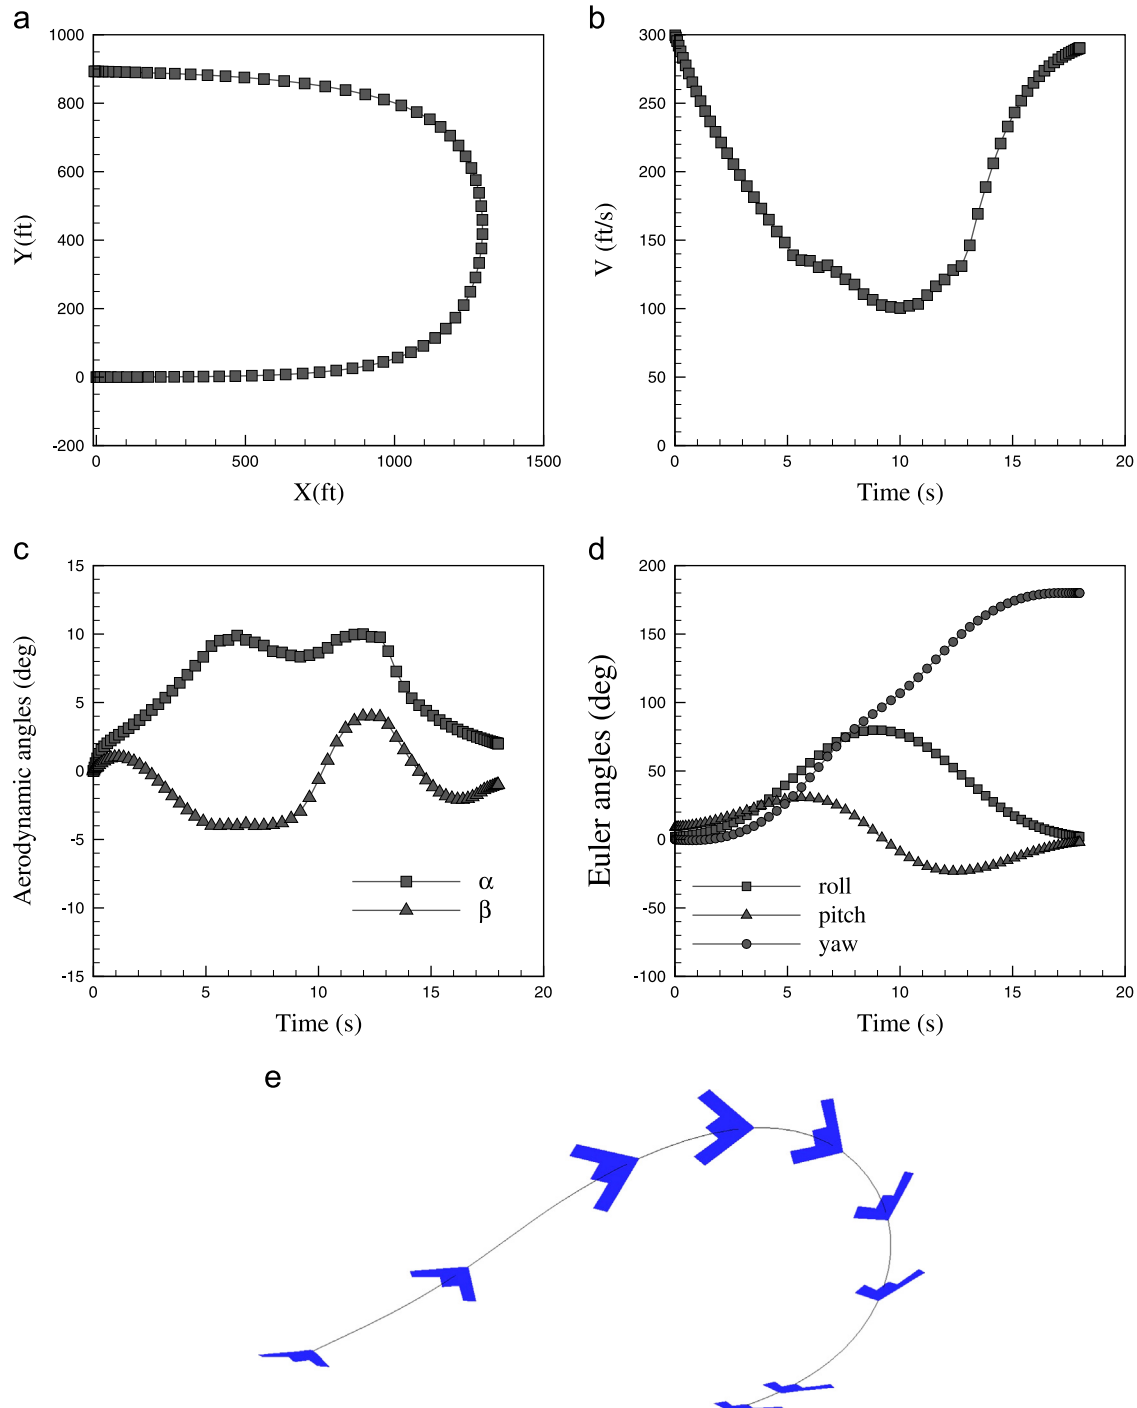 a
1000
800
600
400
200
0
-200
Y(ft)
0 500 1000 1500
X(ft)
b
300
250
200
150
100
50
0
V (ft/s)
0 5 10 15 20
Time (s)
c
15
10
5
0
-5
-10
-15
Aerodynamic angles (deg)
α
β
0 5 10 15 20
Time (s)
d
200
150
100
50
0
-50
-100
Euler angles (deg)
roll
pitch
yaw
0 5 10 15 20
Time (s)
e